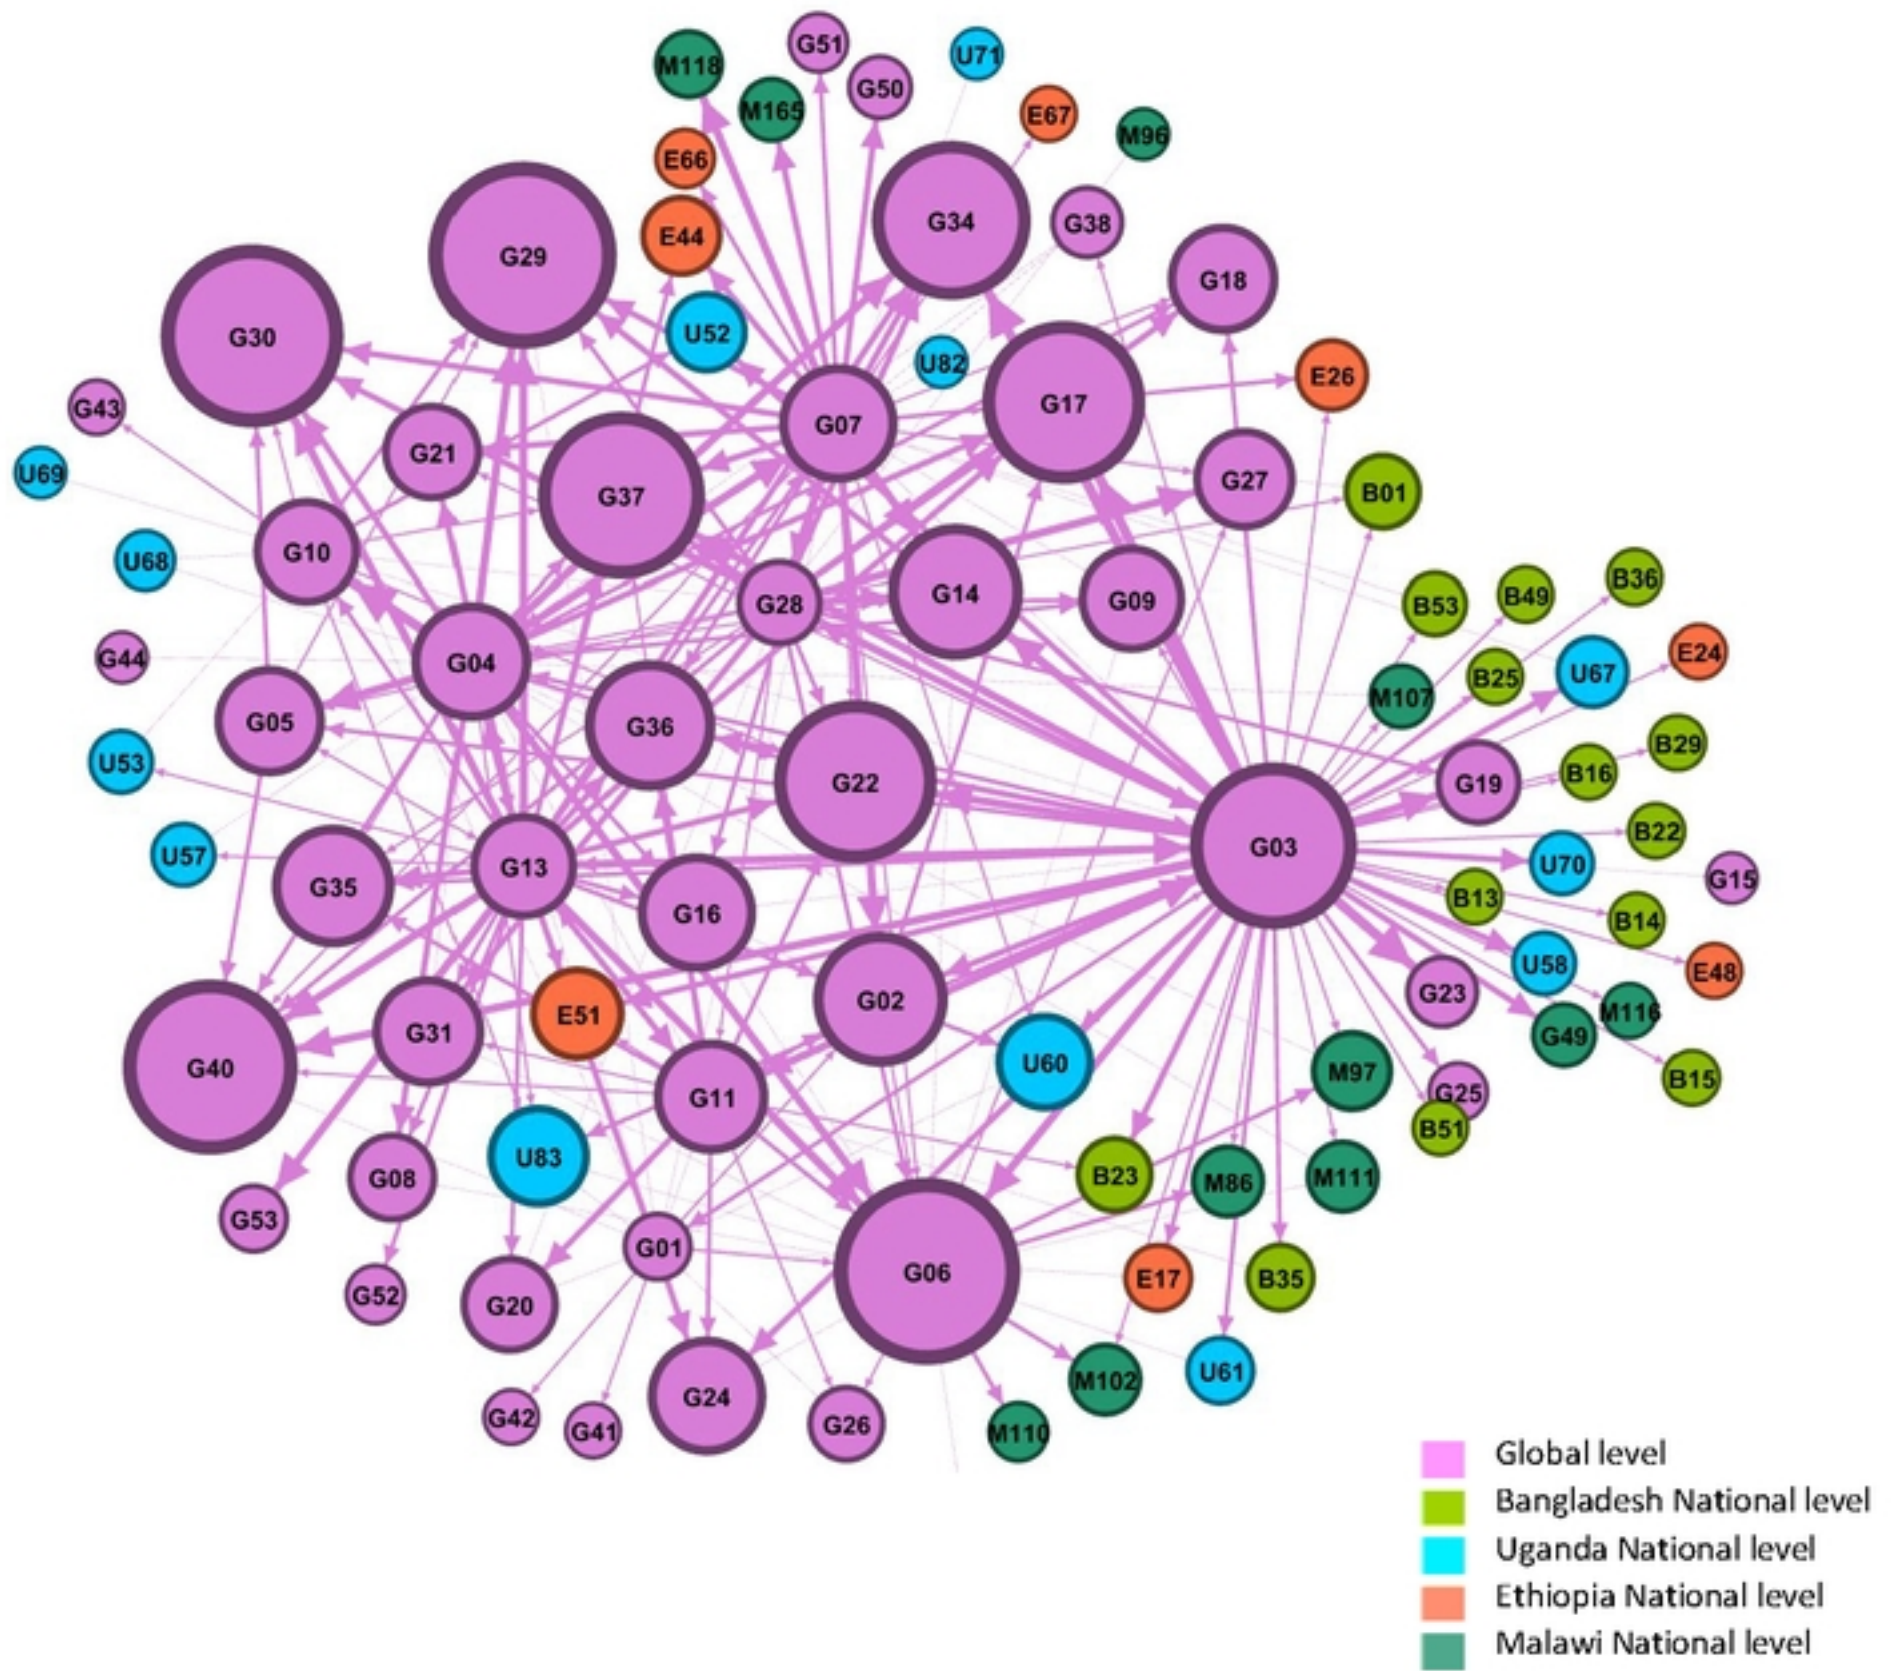 G51
U71
M118
G50
M165
E67
M96
E66
G34
G38
E44
G29
G18
G30
U52
U82
E26
G17
G43
G07
G21
U69
G27
B01
G37
G10
U68
B36
G14
B49
G28
G09
B53
E24
G44
G04
U67
B25
M107
G05
G36
B29
U53
B16
G22
G19
B22
G03
U57
U70
G13
G15
G35
B13
G16
B14
U58
E48
G23
G02
M116
E51
G31
G49
U60
G40
M97
B15
G25
G11
B51
U83
B23
G08
M111
M86
G53
G01
G06
E17
B35
G52
G20
U61
M102
G24
G42
G26
G41
M110
Global level
Bangladesh National level
Uganda National level
Ethiopia National level
Malawi National level